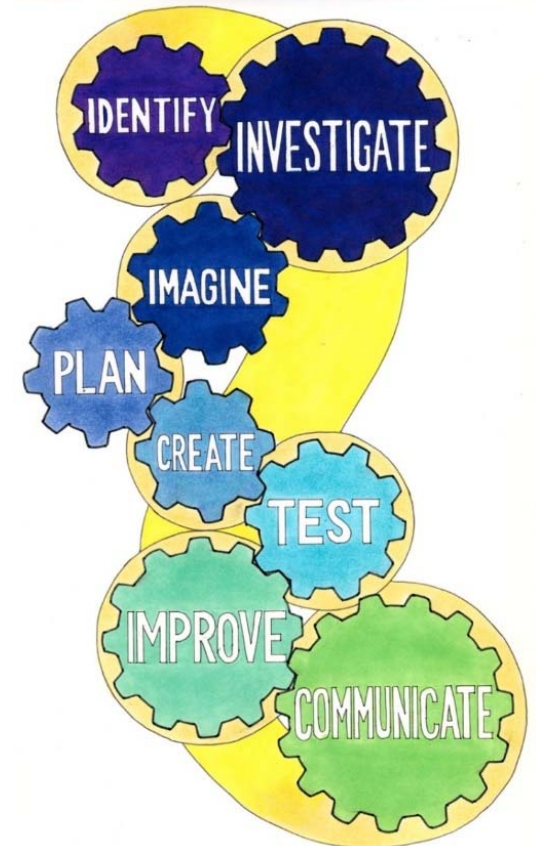 IDENTIFY
INVESTIGATE
IMAGINE
PLAN
CREATE
TEST
IMPROVE
COMMUNICATE